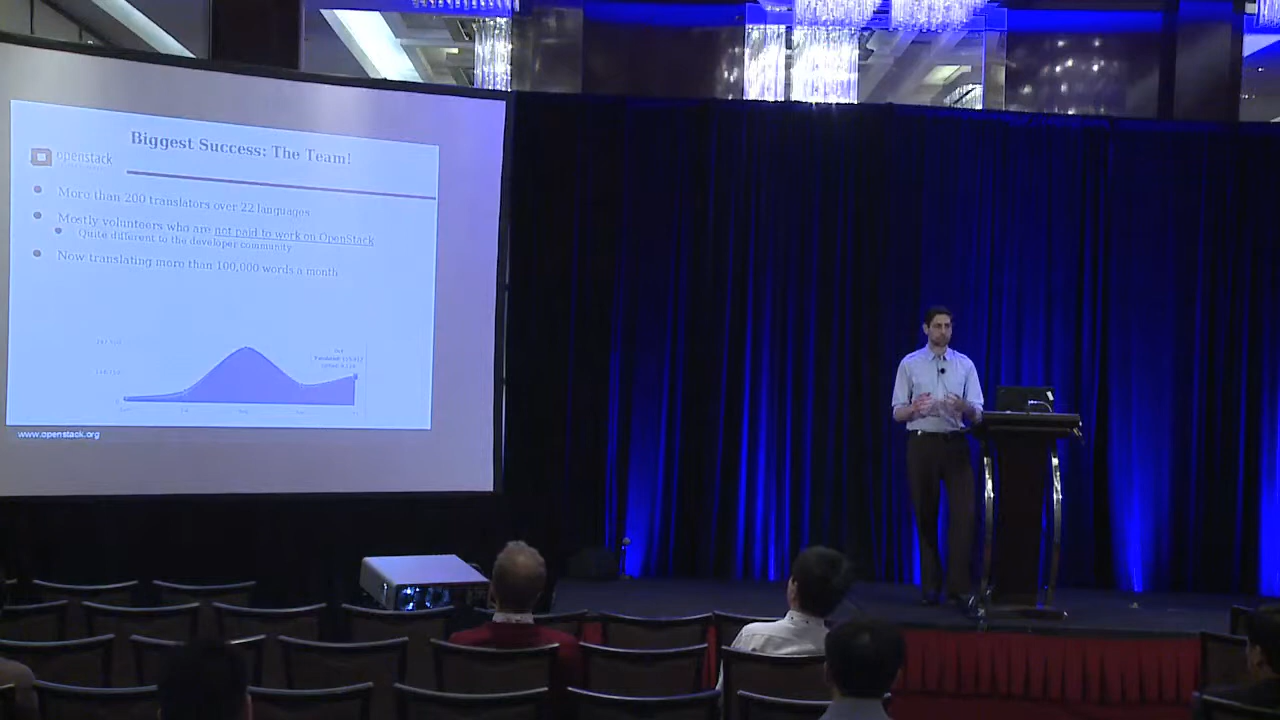 Biggest Success: The Team!
openstack
More than 200 translators over 22 languages
Mostly volunteers who are not paid to work on OpenStack
Quite different to the developer community
Now translating more than 100,000 words a month
www.openstack.org